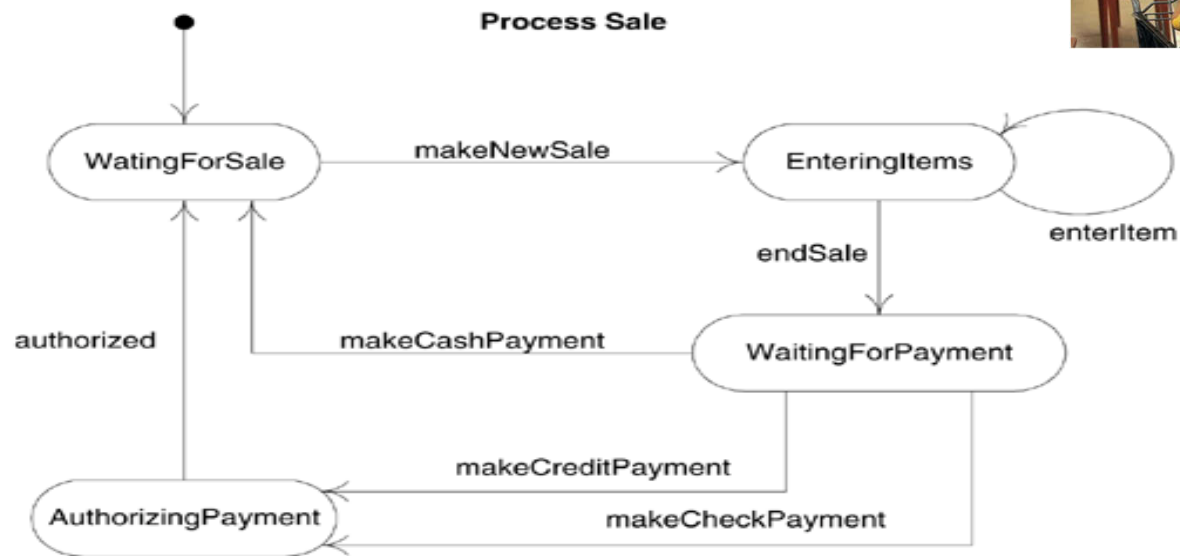 Process Sale
WatingForSale
makeNewSale
EnteringItems
enterItem
endSale
authorized
makeCashPayment
WaitingForPayment
makeCreditPayment
AuthorizingPayment
makeCheckPayment